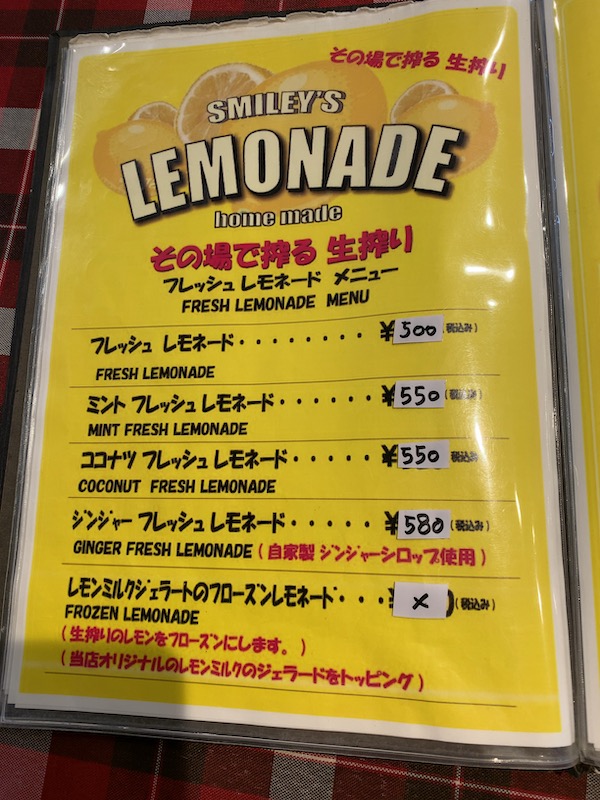 その場で搾る 生搾り
SMILEY'S
LEMONADE
home made
その場で搾る 生搾り
フレッシュ レモネード メニュー
FRESH LEMONADE MENU
フレッシュ レモネード・・・・・・・・ ¥500(税込み)
FRESH LEMONADE
ミント フレッシュ レモネード・・・・・・ ¥550(税込み)
MINT FRESH LEMONADE
ココナツ フレッシュ レモネード・・・・・ ¥550(税込み)
COCONUT FRESH LEMONADE
ジンジャー フレッシュ レモネード・・・・・ ¥580(税込み)
GINGER FRESH LEMONADE(自家製 ジンジャーシロップ使用)
レモンミルクジェラートのフローズンレモネード・・・ ×(税込み)
FROZEN LEMONADE
(生搾りのレモンをフローズンにします。)
(当店オリジナルのレモンミルクのジェラードをトッピング)